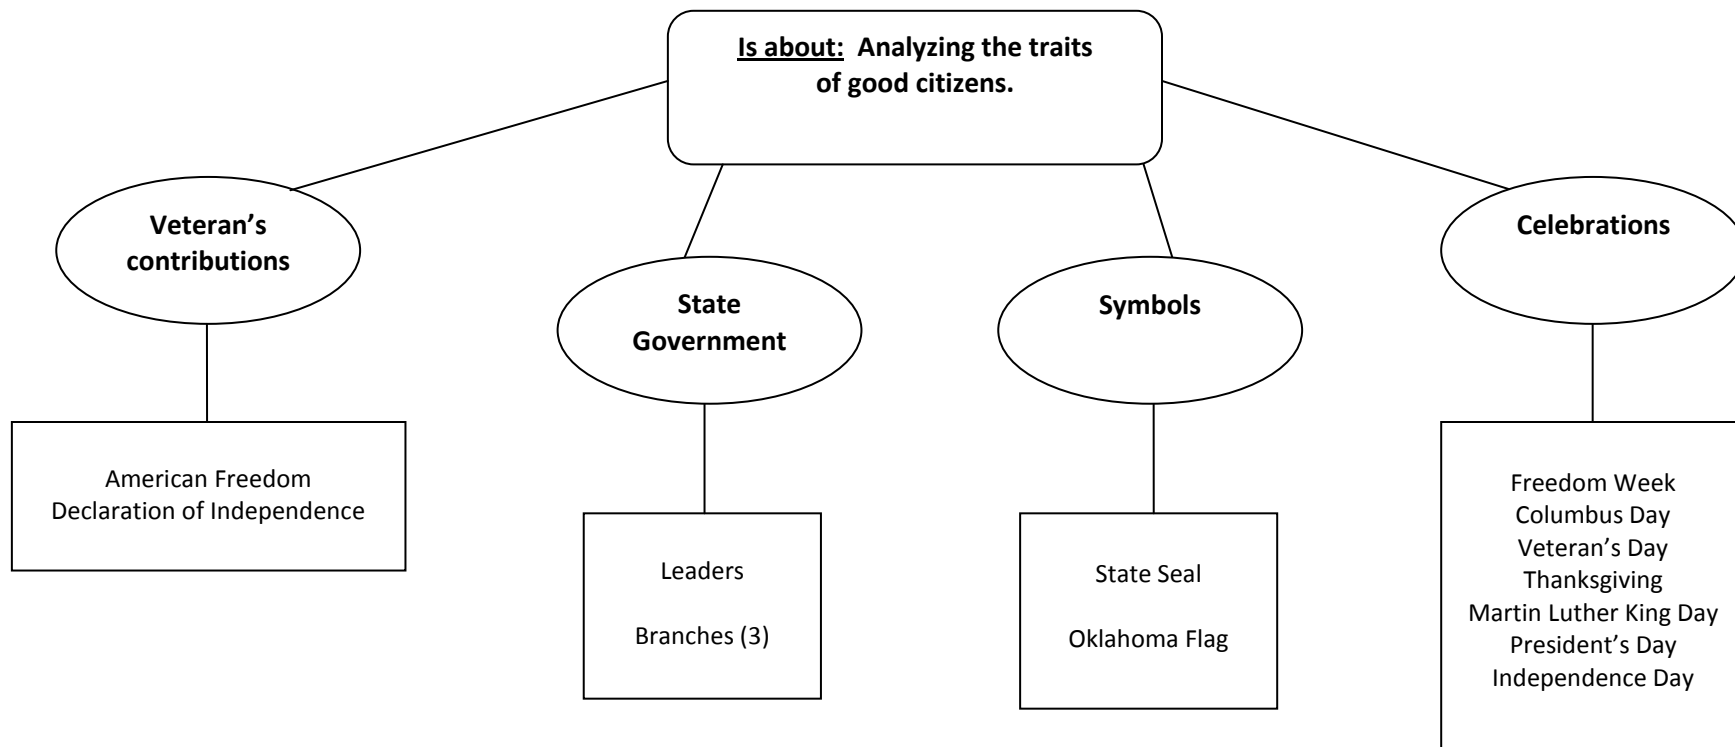 Is about: Analyzing the traits
of good citizens.
Veteran’s
contributions
State
Government
Symbols
Celebrations
American Freedom
Declaration of Independence
Leaders
Branches (3)
State Seal
Oklahoma Flag
Freedom Week
Columbus Day
Veteran’s Day
Thanksgiving
Martin Luther King Day
President’s Day
Independence Day